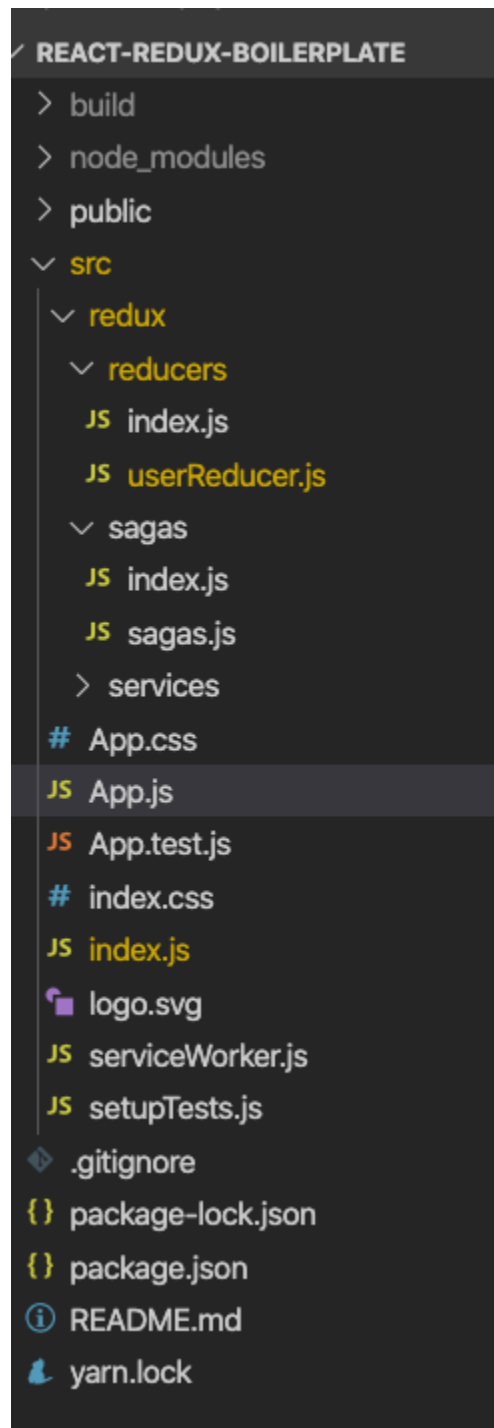 REACT-REDUX-BOILERPLATE
build
node_modules
public
src
redux
reducers
JS index.js
JS userReducer.js
sagas
JS index.js
JS sagas.js
services
# App.css
JS App.js
JS App.test.js
# index.css
JS index.js
logo.svg
JS serviceWorker.js
JS setupTests.js
.gitignore
{} package-lock.json
{} package.json
README.md
yarn.lock